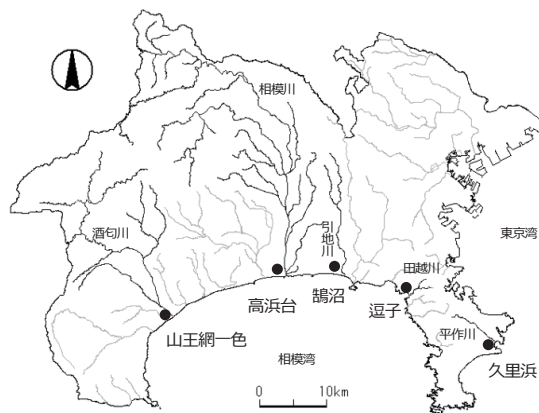 相模川
酒匂川
引地川
東京湾
田越川
高浜台
鵠沼
逗子
平作川
山王網一色
久里浜
相模湾
0 10km